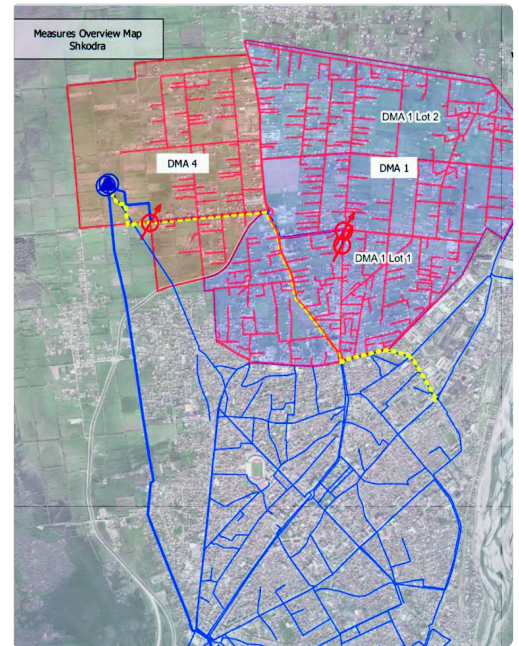 Measures Overview Map
Shkodra
DMA 1 Lot 2
DMA 4
DMA 1
DMA 1 Lot 1